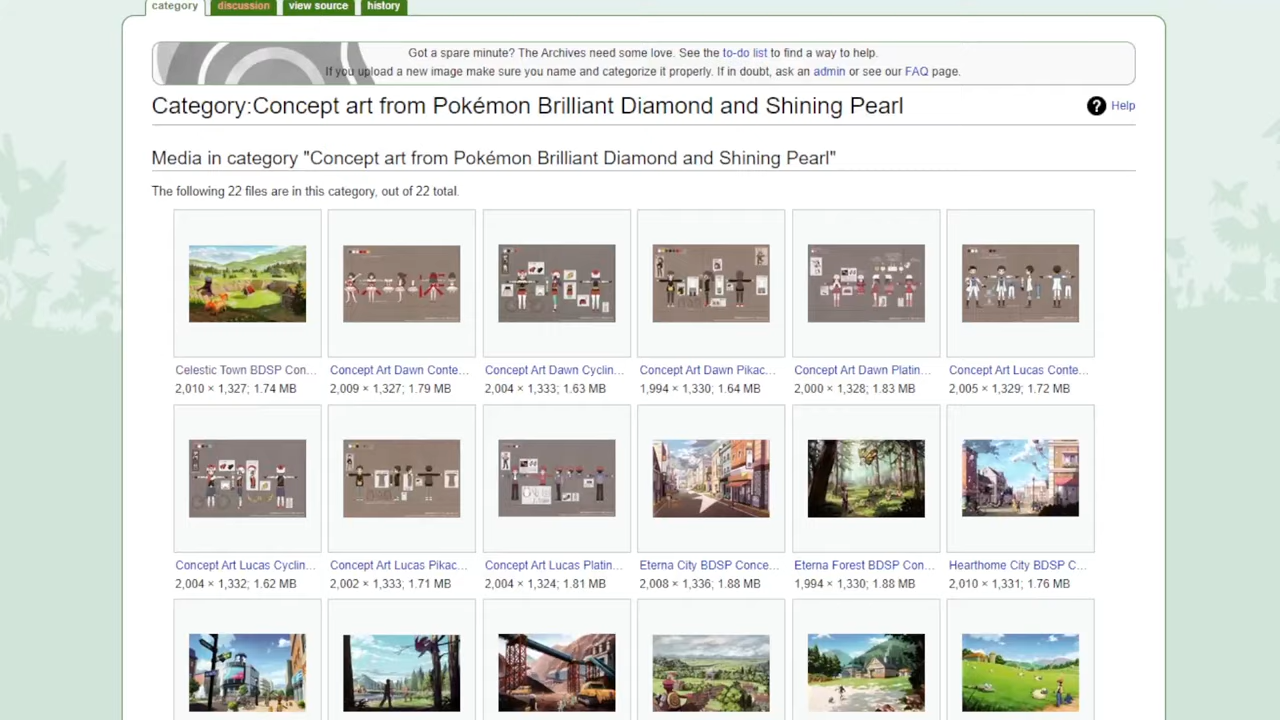 category
discussion
view source
history
Got a spare minute? The Archives need some love. See the to-do list to find a way to help.
If you upload a new image make sure you name and categorize it properly. If in doubt, ask an admin or see our FAQ page.
Category:Concept art from Pokémon Brilliant Diamond and Shining Pearl
? Help
Media in category "Concept art from Pokémon Brilliant Diamond and Shining Pearl"
The following 22 files are in this category, out of 22 total.
Celestic Town BDSP Con...
2,010 × 1,327; 1.74 MB
Concept Art Dawn Conte...
2,009 × 1,327; 1.79 MB
Concept Art Dawn Cyclin...
2,004 × 1,333; 1.63 MB
Concept Art Dawn Pikac...
1,994 × 1,330; 1.64 MB
Concept Art Dawn Platin...
2,000 × 1,328; 1.83 MB
Concept Art Lucas Conte...
2,005 × 1,329; 1.72 MB
Concept Art Lucas Cyclin...
2,004 × 1,332; 1.62 MB
Concept Art Lucas Pikac...
2,002 × 1,333; 1.71 MB
Concept Art Lucas Platin...
2,004 × 1,324; 1.81 MB
Eterna City BDSP Conce...
2,008 × 1,336; 1.88 MB
Eterna Forest BDSP Con...
1,994 × 1,330; 1.88 MB
Hearthome City BDSP C...
2,010 × 1,331; 1.76 MB